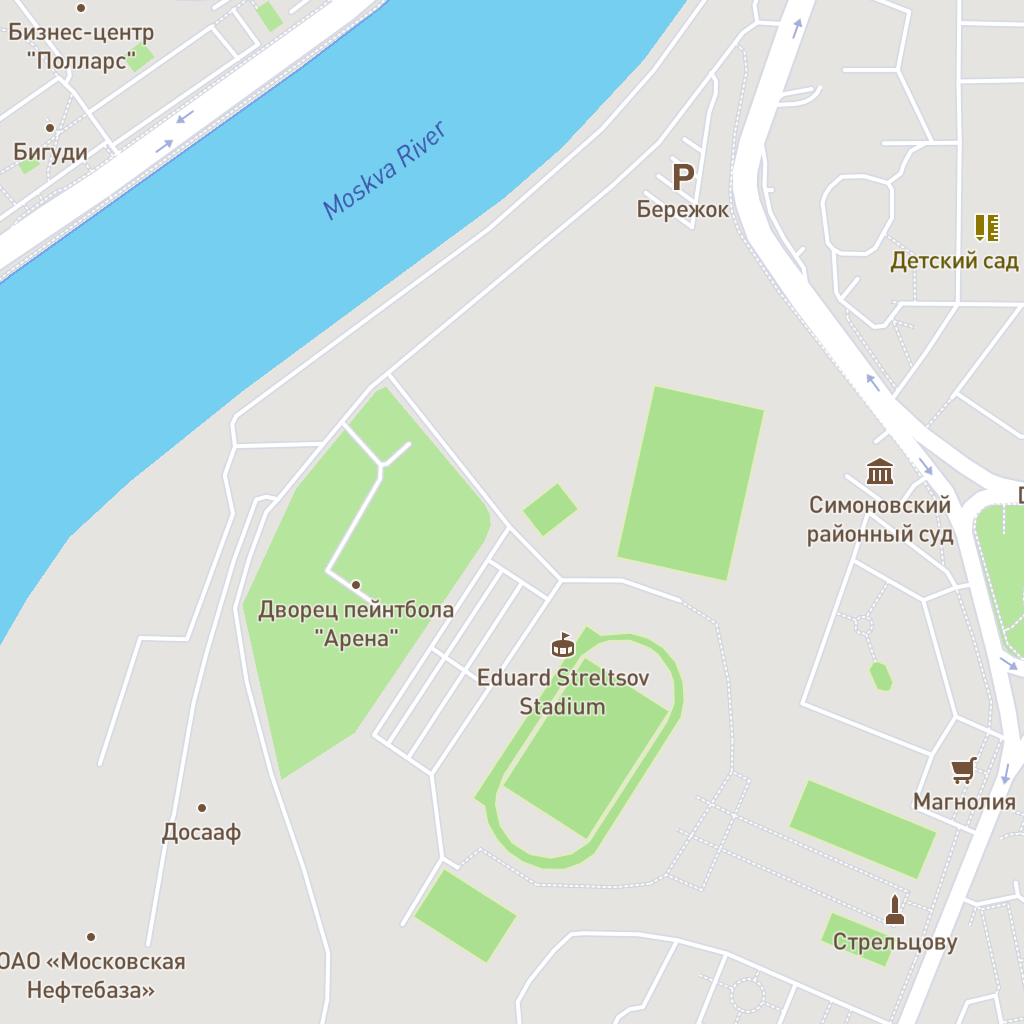 Бизнес-центр
"Полларс"
Бигуди
Moskva River
P
Бережок
Детский сад
Симоновский
районный суд
Дворец пейнтбола
"Арена"
Eduard Streltsov
Stadium
Магнолия
Досааф
Стрельцову
ОАО «Московская
Нефтебаза»